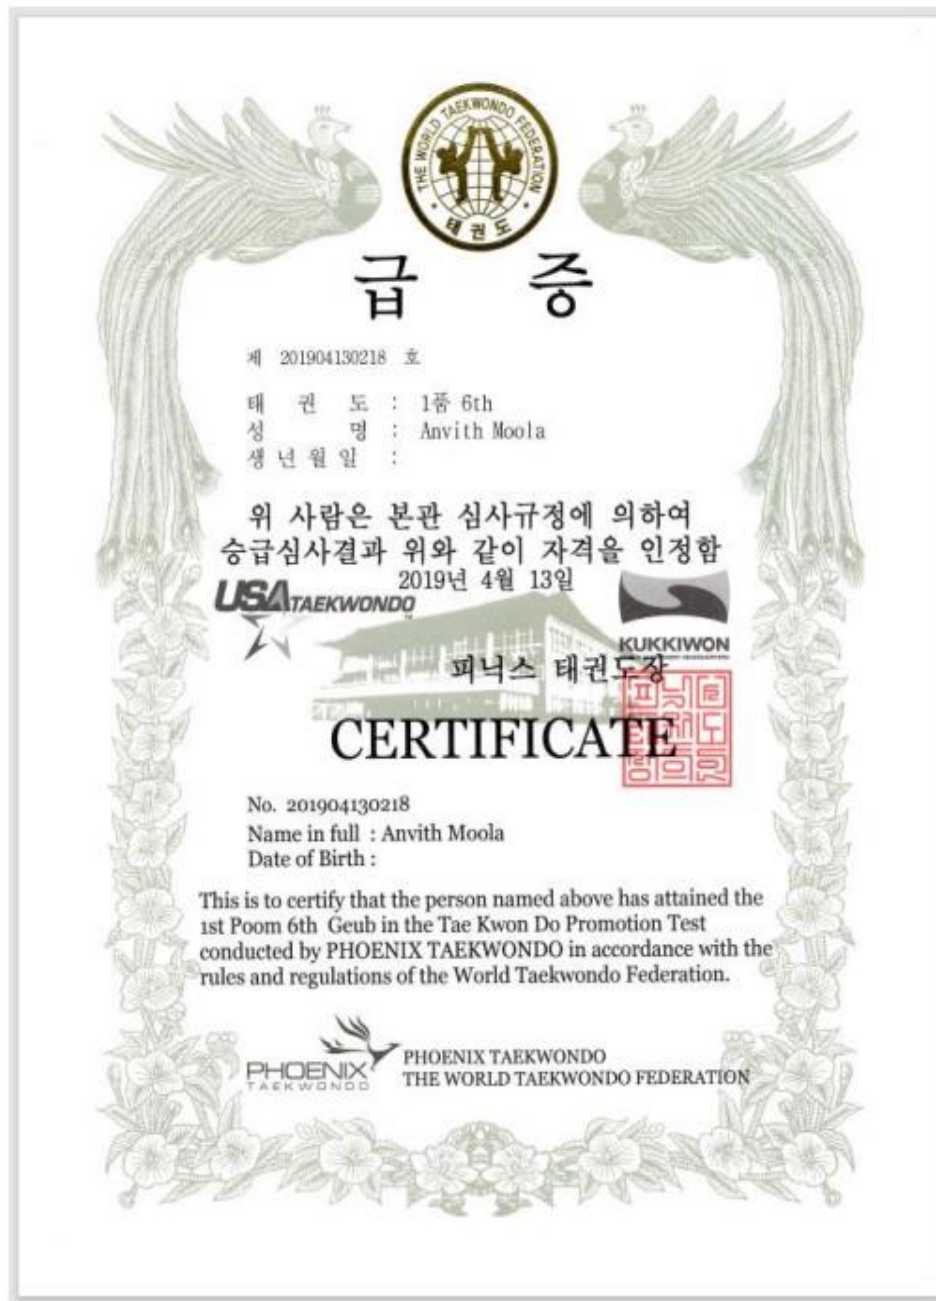 THE WORLD TAEKWONDO FEDERATION
태권도
급 증
제 201904130218 호
태 권 도 : 1품 6th
성 명 : Anvith Moola
생년월일 :
위 사람은 본관 심사규정에 의하여
승급심사결과 위와 같이 자격을 인정함
2019년 4월 13일
USA TAEKWONDO
KUKKIWON
피닉스 태권도장
CERTIFICATE
No. 201904130218
Name in full : Anvith Moola
Date of Birth :
This is to certify that the person named above has attained the
1st Poom 6th Geub in the Tae Kwon Do Promotion Test
conducted by PHOENIX TAEKWONDO in accordance with the
rules and regulations of the World Taekwondo Federation.
PHOENIX
TAEKWONDO
PHOENIX TAEKWONDO
THE WORLD TAEKWONDO FEDERATION